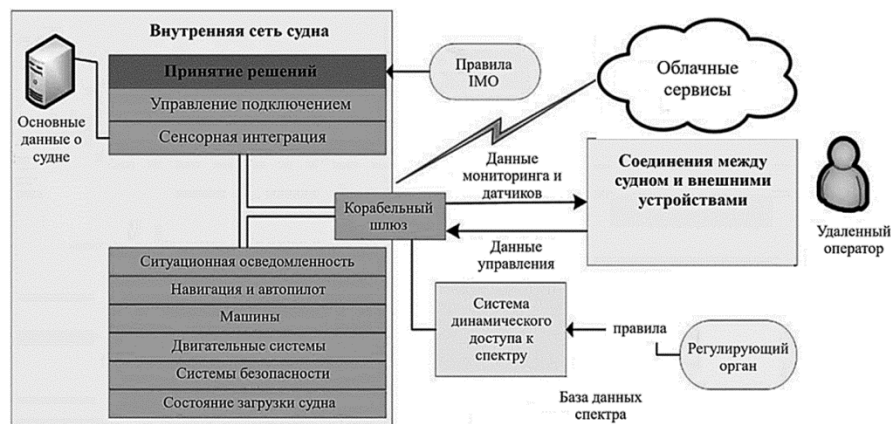 Внутренняя сеть судна
Принятие решений
Управление подключением
Сенсорная интеграция
Основные
данные о
судне
Правила
IMO
Облачные
сервисы
Данные
мониторинга и
датчиков
Соединения между
судном и внешними
устройствами
Удаленный
оператор
Корабельный
шлюз
Данные
управления
Ситуационная осведомленность
Навигация и автопилот
Машины
Двигательные системы
Системы безопасности
Состояние загрузки судна
Система
динамического
доступа к
спектру
правила
Регулирующий
орган
База данных
спектра